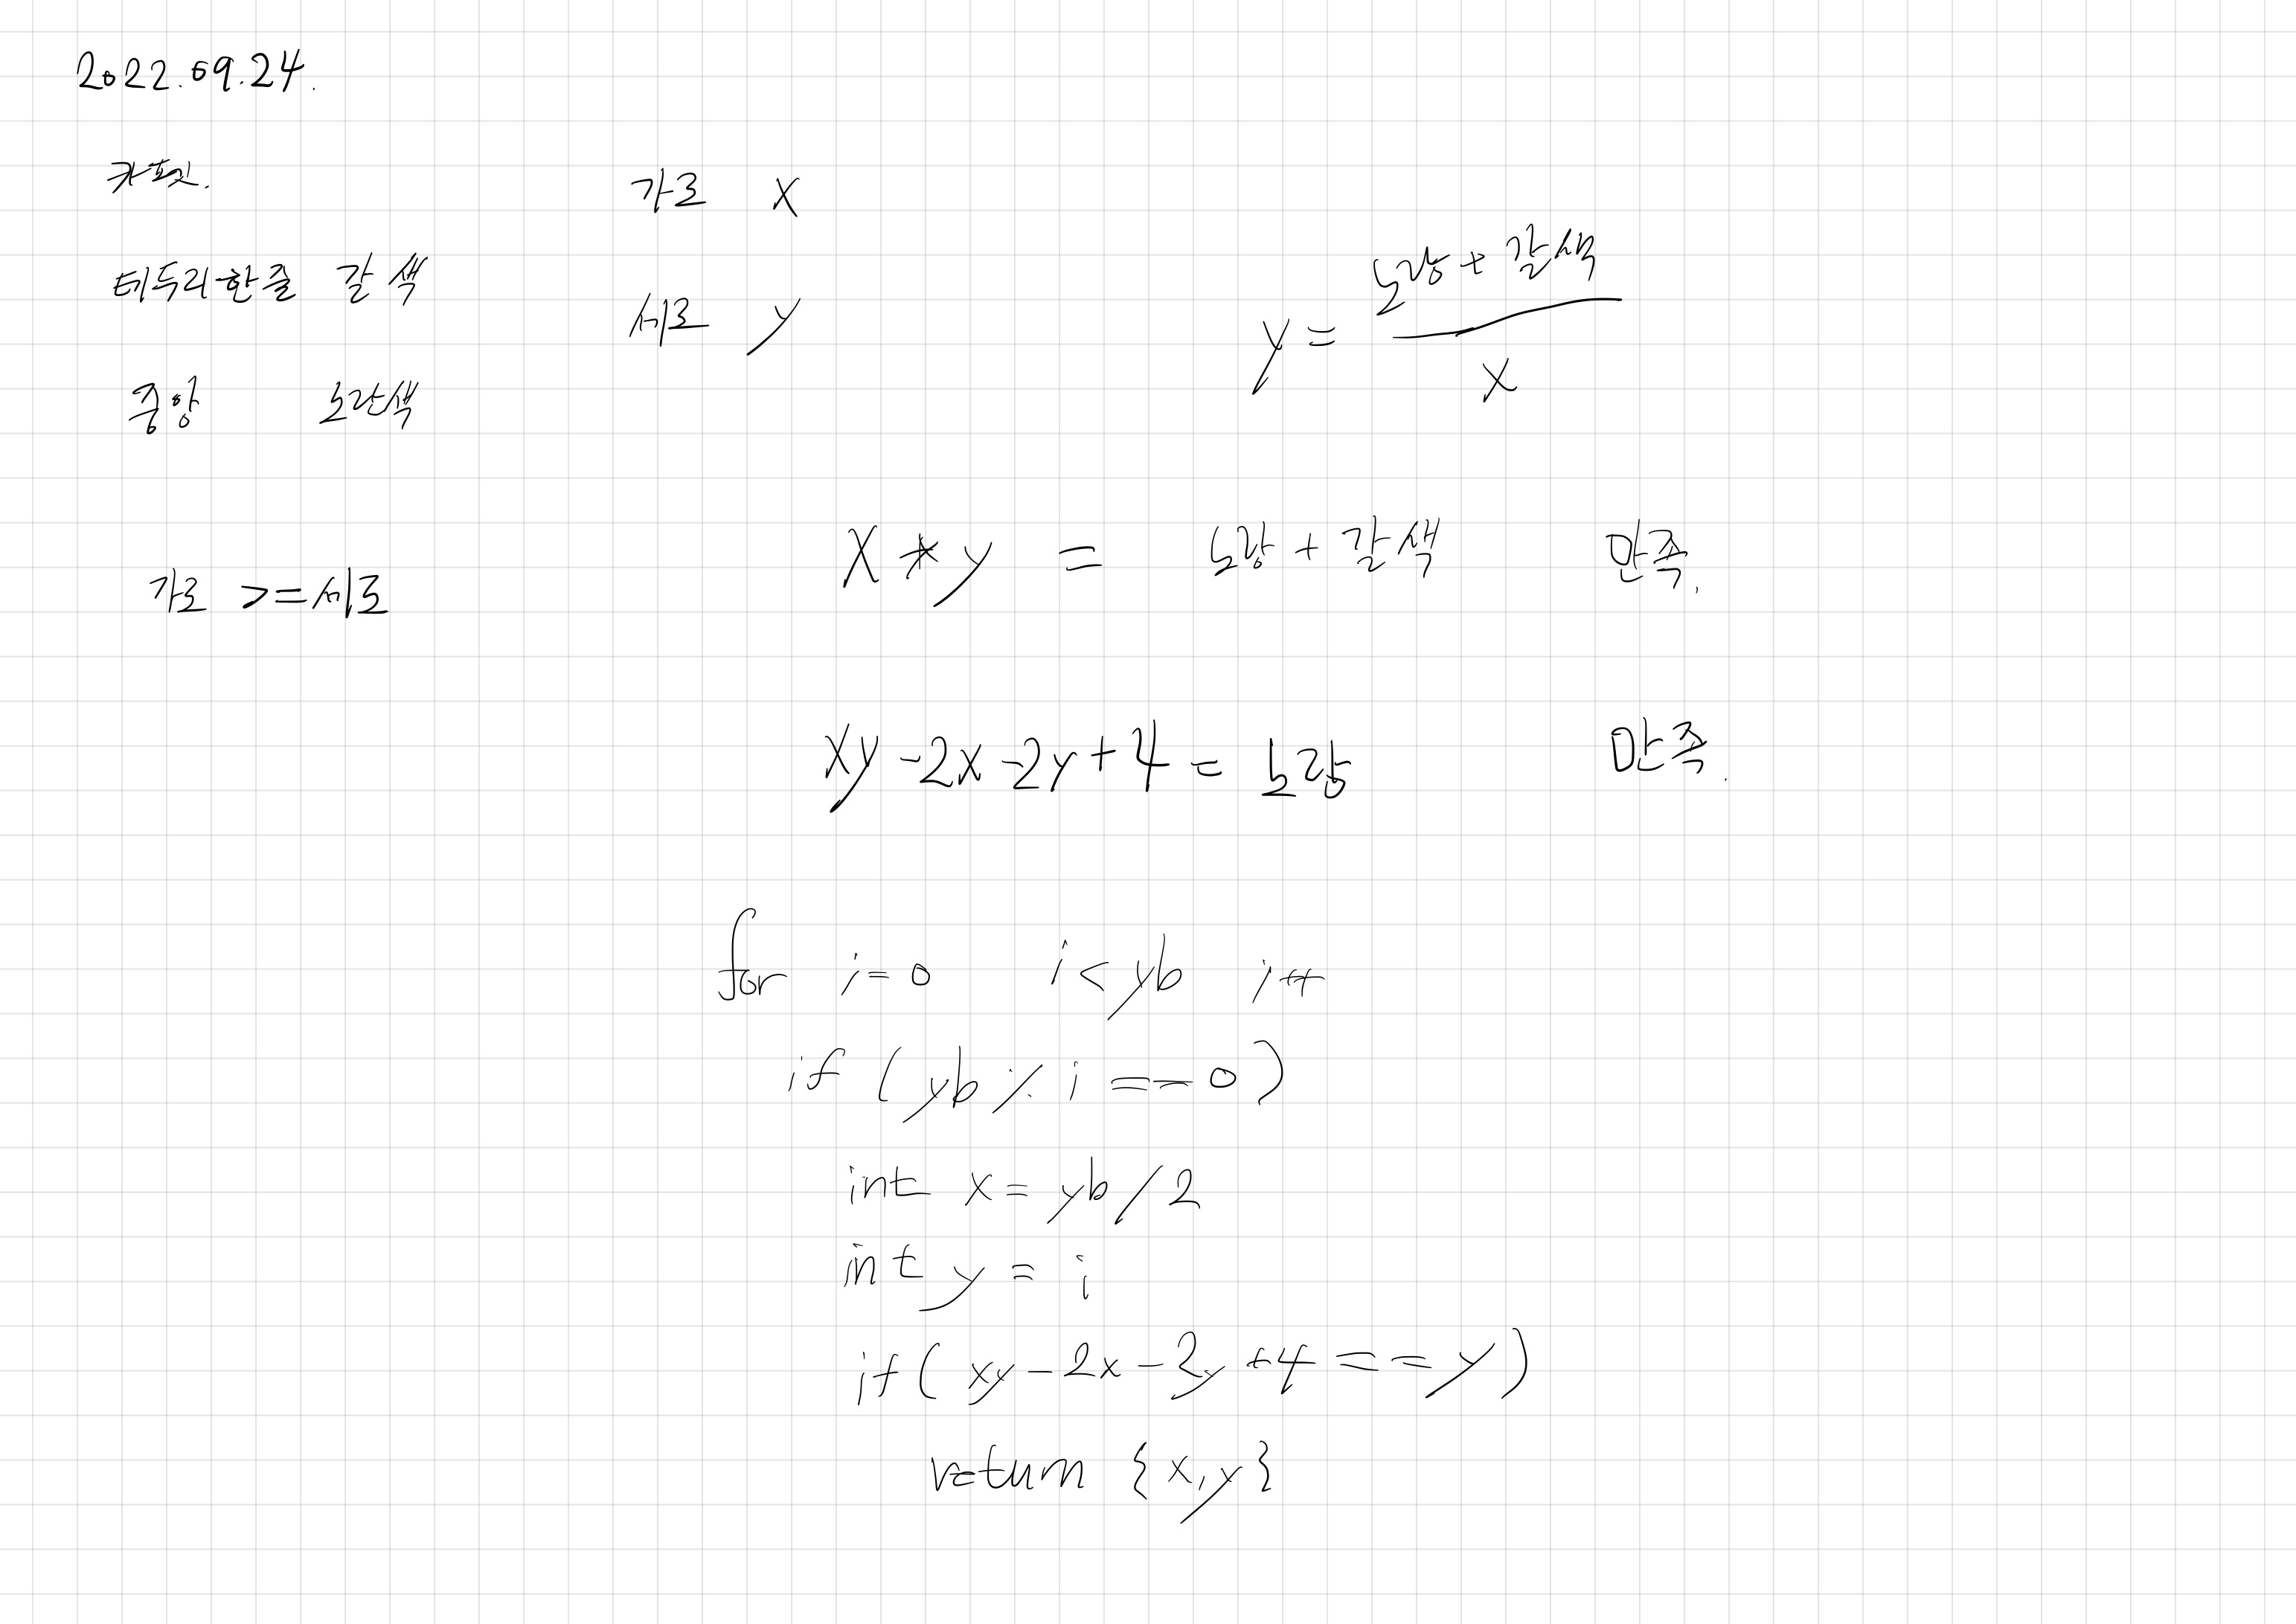 2022.09.24.
카펫.
테두리 한줄 갈색
중앙 노란색
가로 >= 세로
가로 x
세로 y
y = 노랑 + 갈색 / x
x * y = 노랑 + 갈색 만족.
xy - 2x - 2y + 4 = 노랑 만족.
for i = 0 i < yb i++
if (yb % i == 0)
int x = yb / 2
int y = i
if (xy - 2x - 2y + 4 == y)
return {x, y}